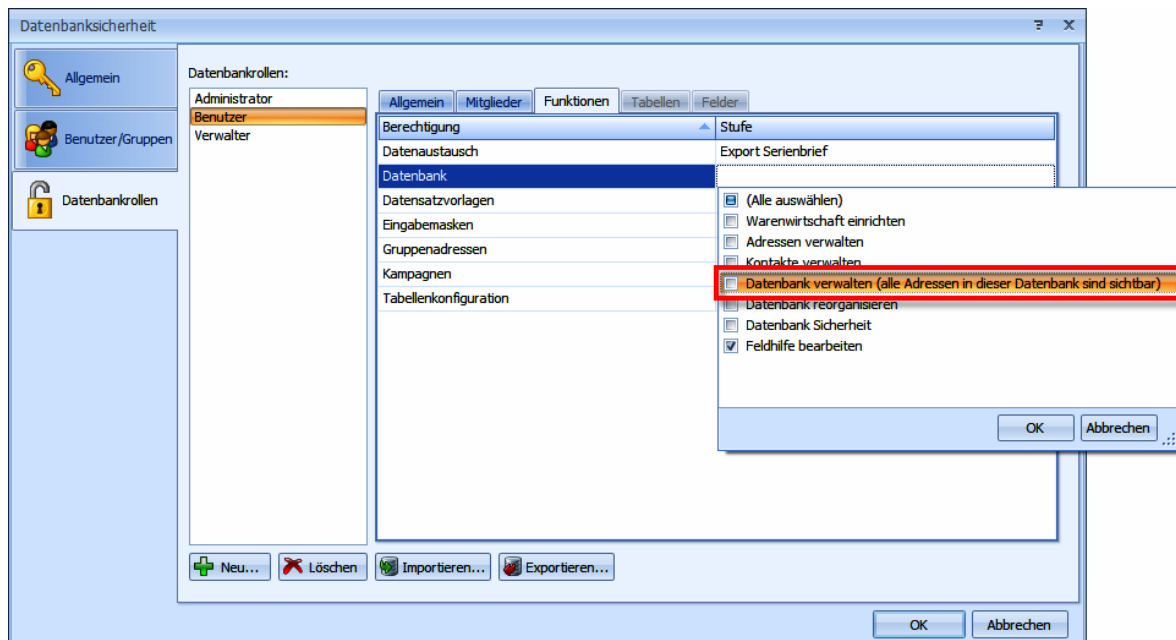 Datenbanksicherheit
Allgemein
Benutzer/Gruppen
Datenbankrollen
Datenbankrollen:
Administrator
Benutzer
Verwalter
Allgemein Mitglieder Funktionen Tabellen Felder
Berechtigung Stufe
Datenaustausch Export Serienbrief
Datenbank
Datensatzvorlagen
Eingabemasken
Gruppenadressen
Kampagnen
Tabellenkonfiguration
(Alle auswählen)
Warenwirtschaft einrichten
Adressen verwalten
Kontakte verwalten
Datenbank verwalten (alle Adressen in dieser Datenbank sind sichtbar)
Datenbank reorganisieren
Datenbank Sicherheit
Feldhilfe bearbeiten
OK Abbrechen
Neu... Löschen Importieren... Exportieren...
OK Abbrechen